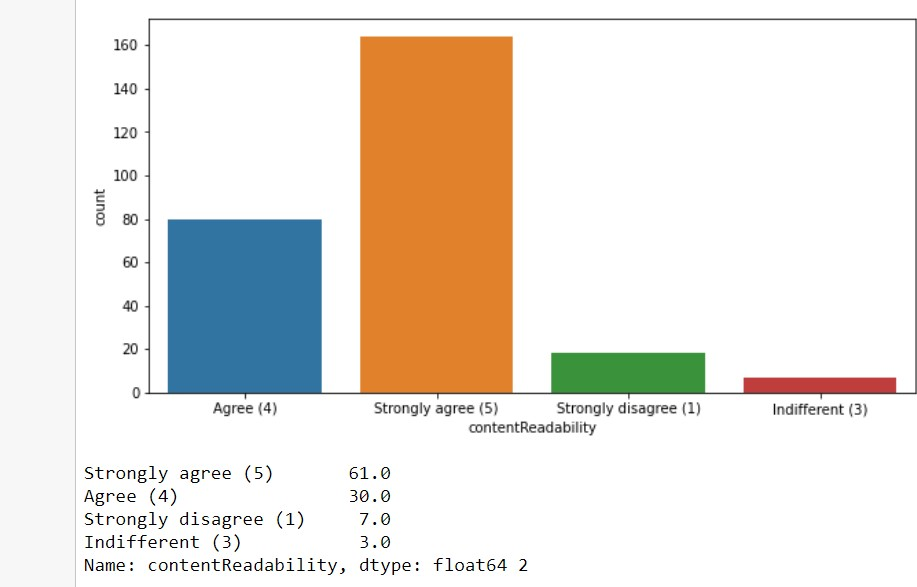 160
140
120
100
80
60
40
20
0
count
Agree (4) Strongly agree (5) Strongly disagree (1) Indifferent (3)
contentReadability
Strongly agree (5) 61.0
Agree (4) 30.0
Strongly disagree (1) 7.0
Indifferent (3) 3.0
Name: contentReadability, dtype: float64 2